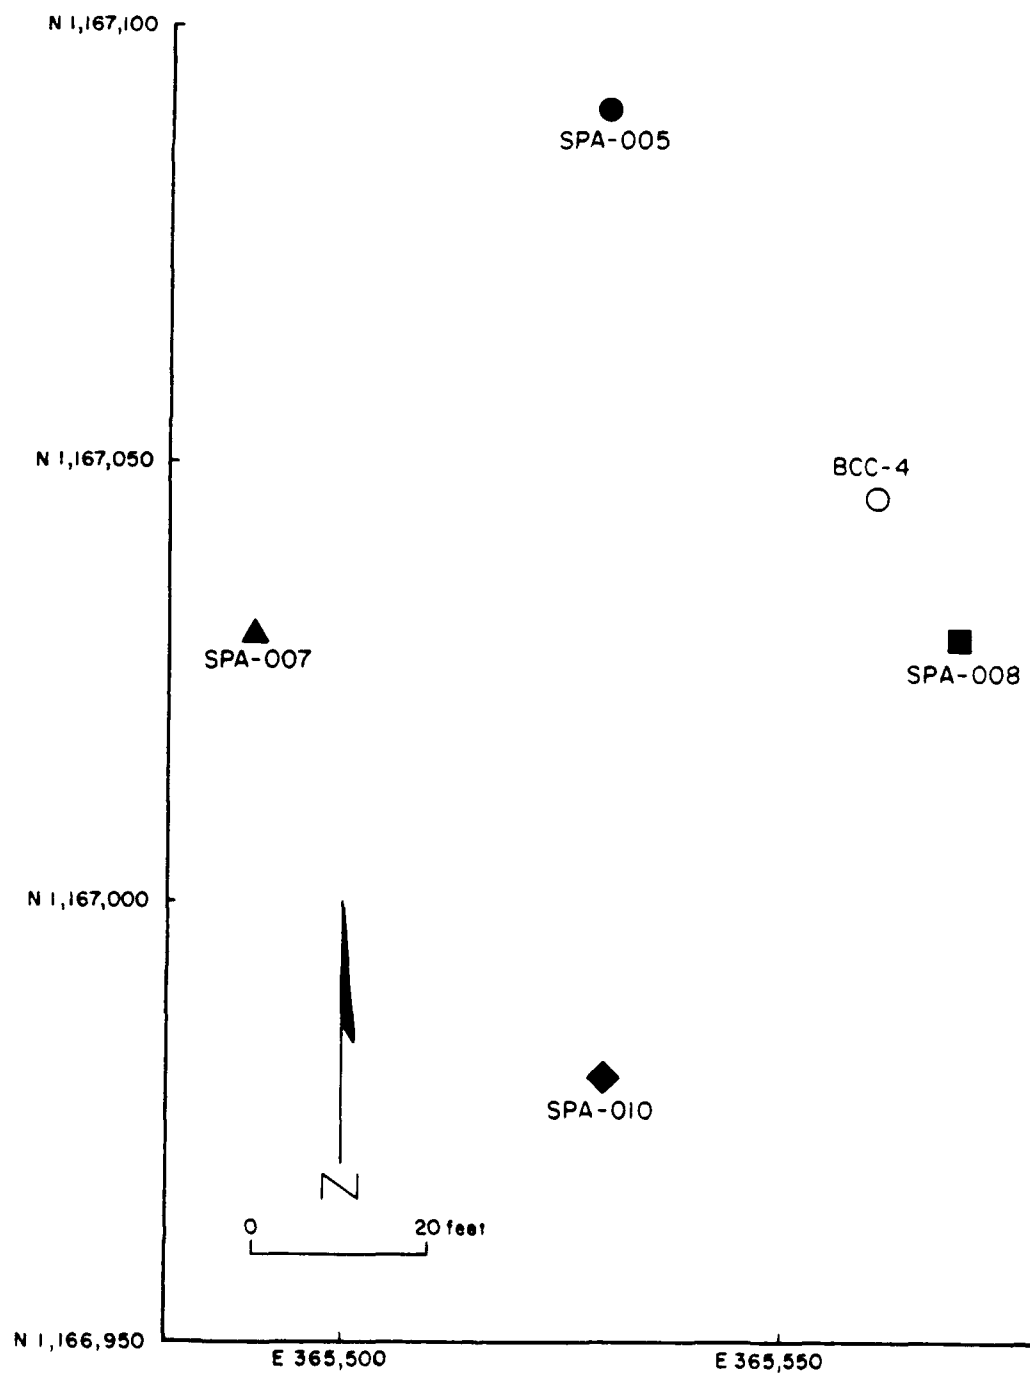 N 1,167,100
SPA-005
N 1,167,050
BCC-4
SPA-007
SPA-008
N 1,167,000
SPA-010
N
0 20 feet
N 1,166,950
E 365,500 E 365,550